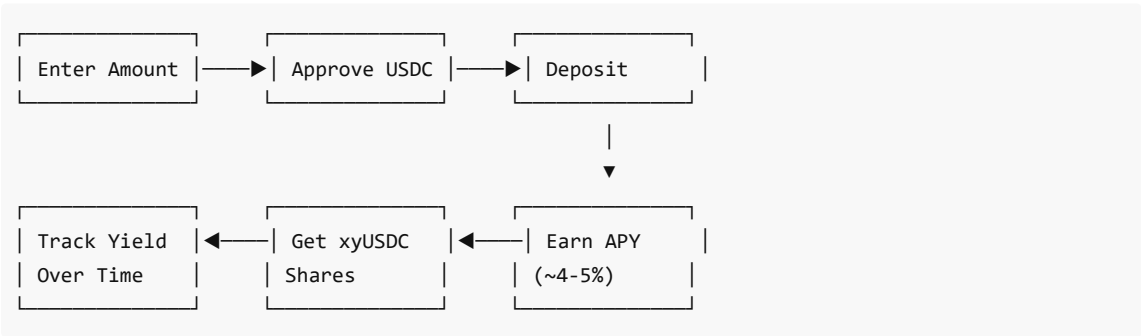 Enter Amount Approve USDC Deposit
Track Yield Get xyUSDC Earn APY
Over Time Shares (~4-5%)